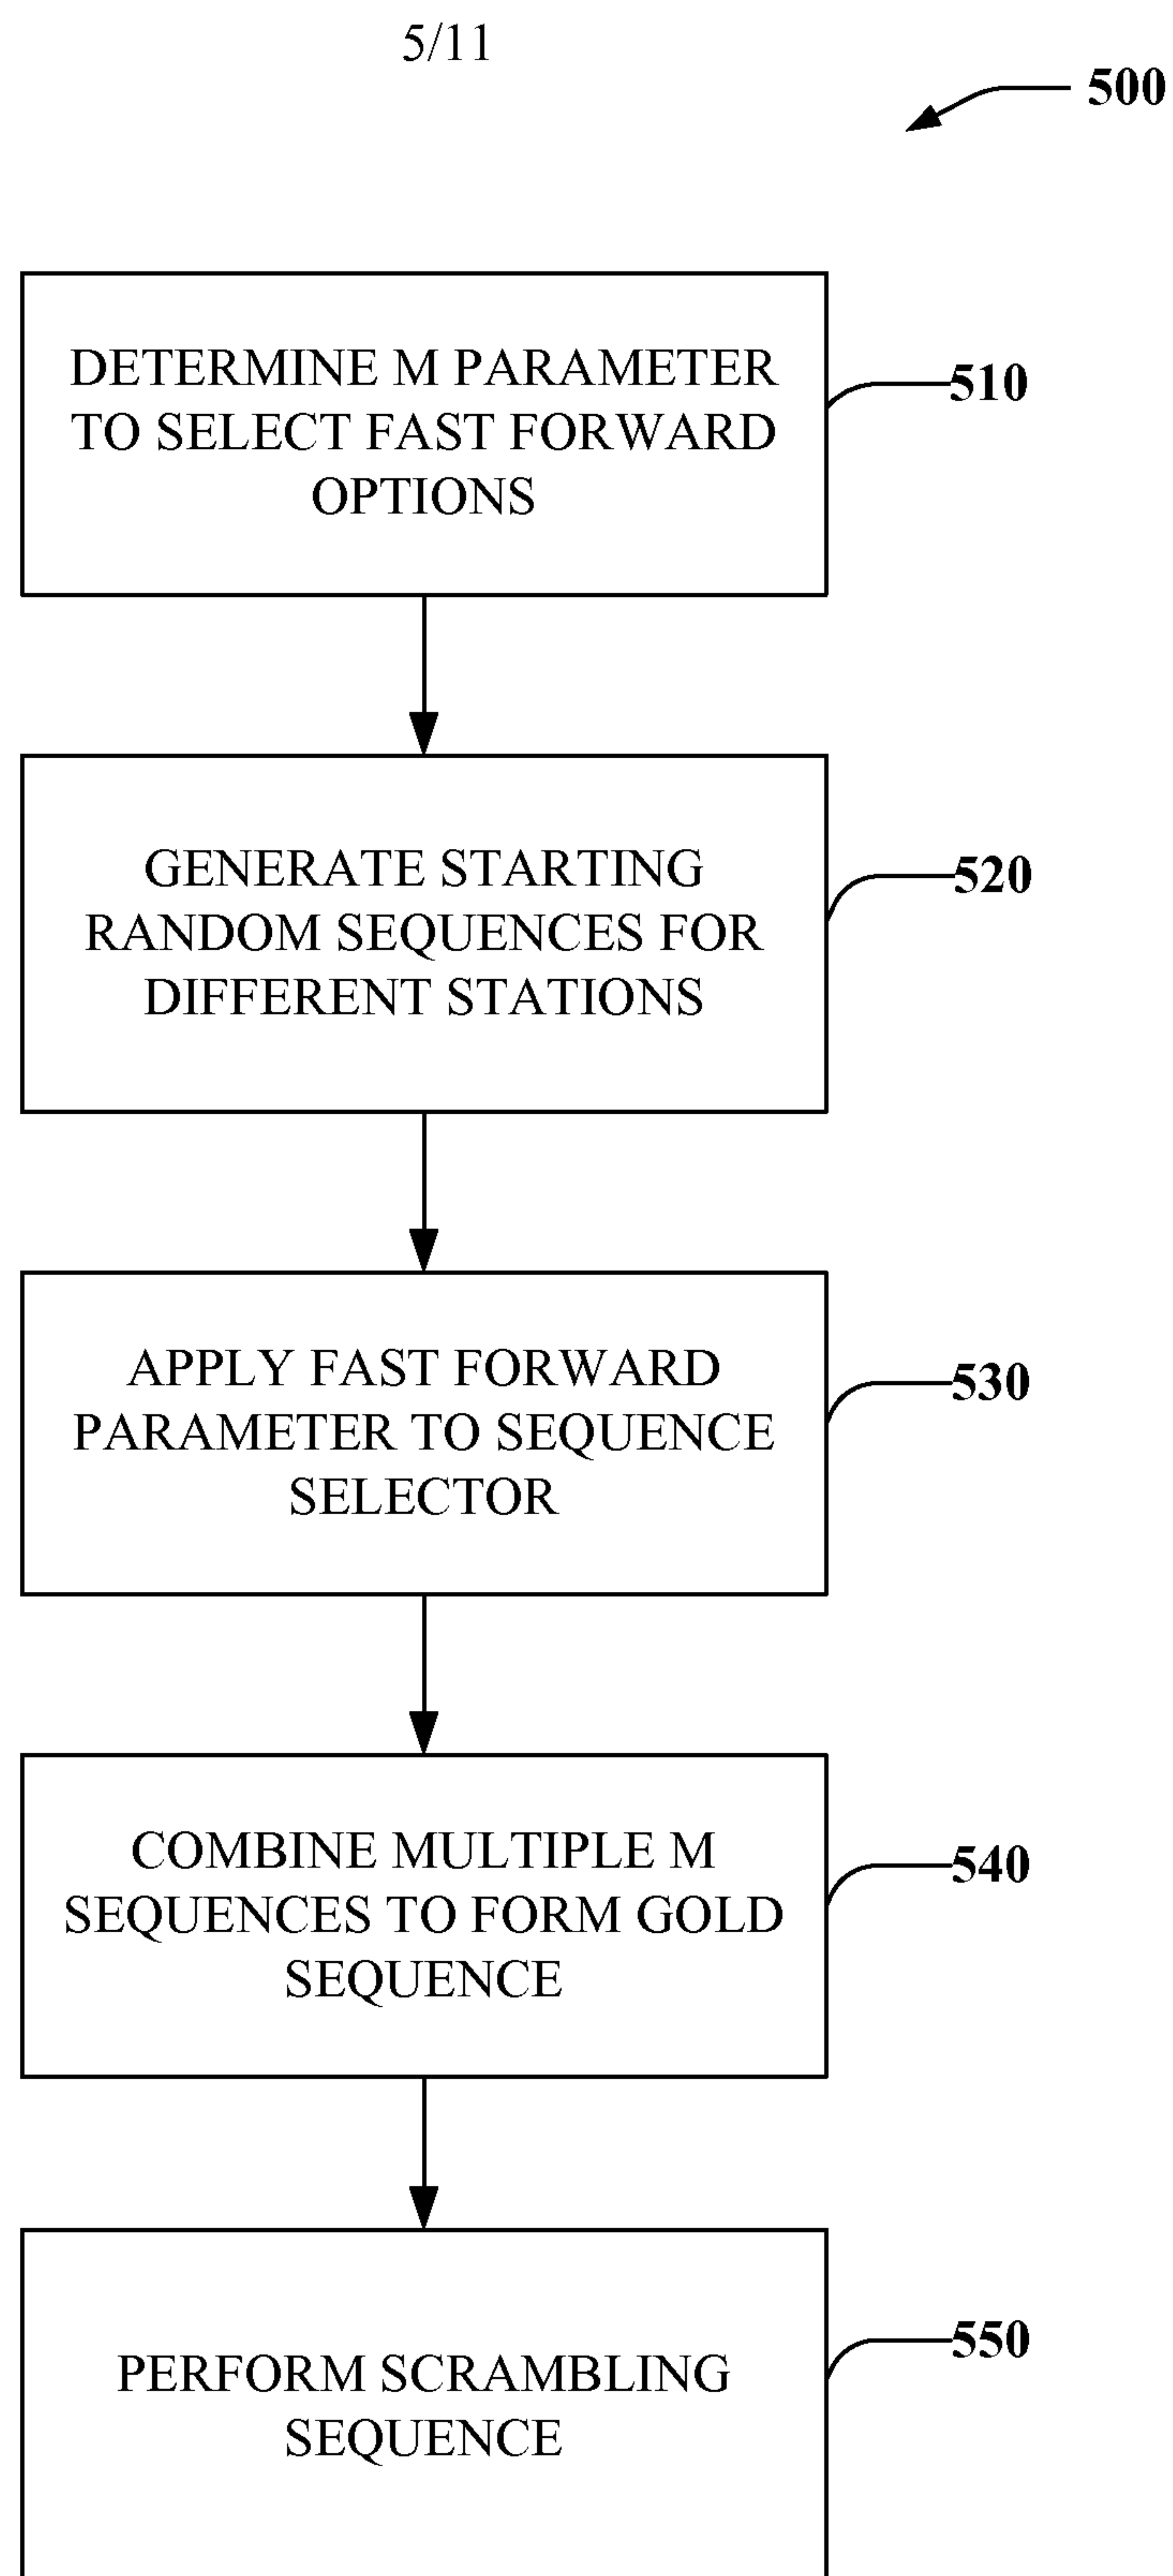 5/11
500
DETERMINE M PARAMETER
TO SELECT FAST FORWARD
OPTIONS
510
GENERATE STARTING
RANDOM SEQUENCES FOR
DIFFERENT STATIONS
520
APPLY FAST FORWARD
PARAMETER TO SEQUENCE
SELECTOR
530
COMBINE MULTIPLE M
SEQUENCES TO FORM GOLD
SEQUENCE
540
PERFORM SCRAMBLING
SEQUENCE
550